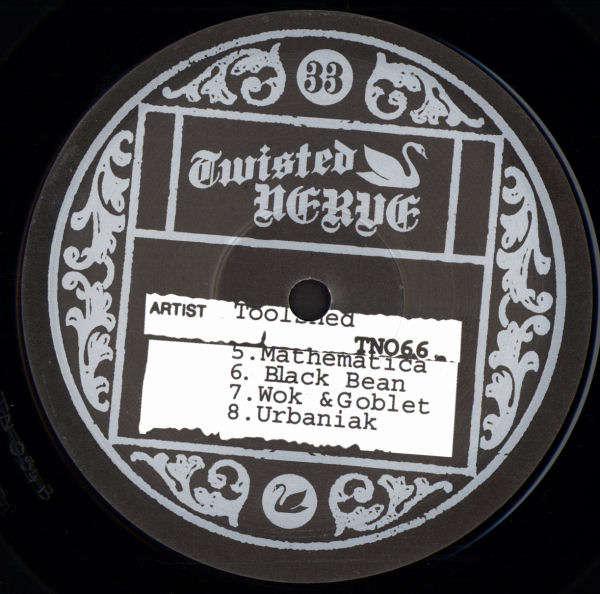 33
Twisted
NERVE
ARTIST Toolshed
TN066
5.Mathematica
6. Black Bean
7.Wok &Goblet
8.Urbaniak